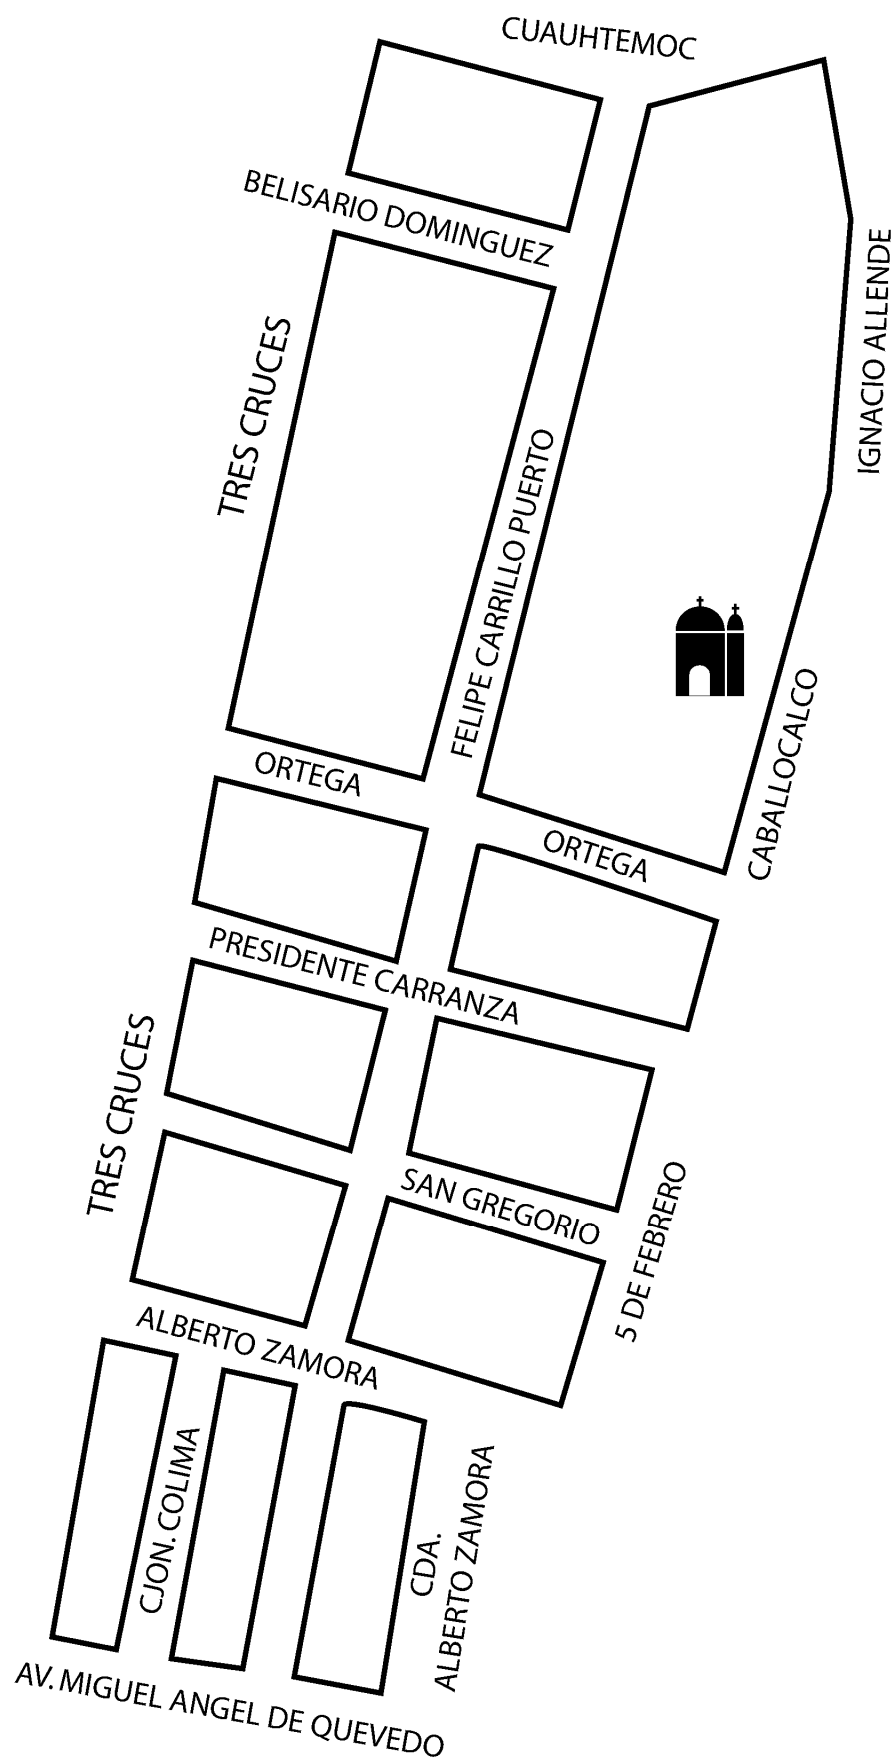 CUAUHTEMOC
BELISARIO DOMINGUEZ
IGNACIO ALLENDE
TRES CRUCES
FELIPE CARRILLO PUERTO
CABALLOCALCO
ORTEGA
ORTEGA
PRESIDENTE CARRANZA
TRES CRUCES
SAN GREGORIO
5 DE FEBRERO
ALBERTO ZAMORA
CJON. COLIMA
CDA.
ALBERTO ZAMORA
AV. MIGUEL ANGEL DE QUEVEDO